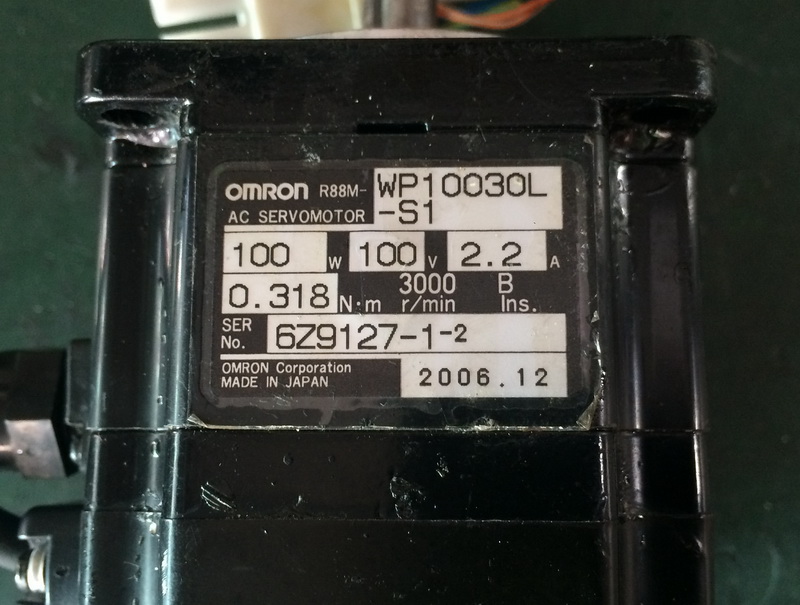 OMRON R88M-WP10030L
AC SERVOMOTOR -S1
100 W 100 V 2.2 A
0.318 N·m 3000 r/min B Ins.
SER No. 6Z9127-1-2
OMRON Corporation
MADE IN JAPAN 2006.12